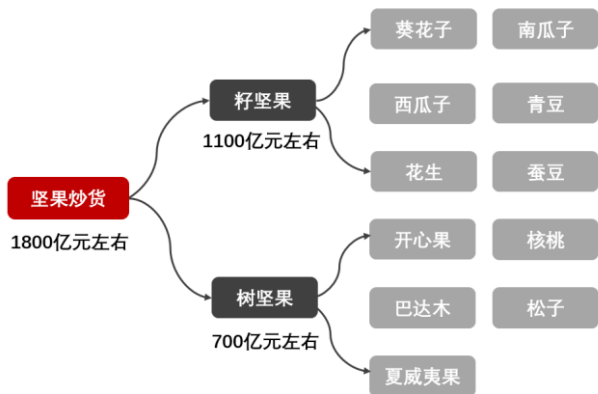 葵花子 南瓜子
籽坚果
西瓜子 青豆
1100亿元左右
花生 蚕豆
坚果炒货
1800亿元左右
开心果 核桃
树坚果
巴达木 松子
700亿元左右
夏威夷果